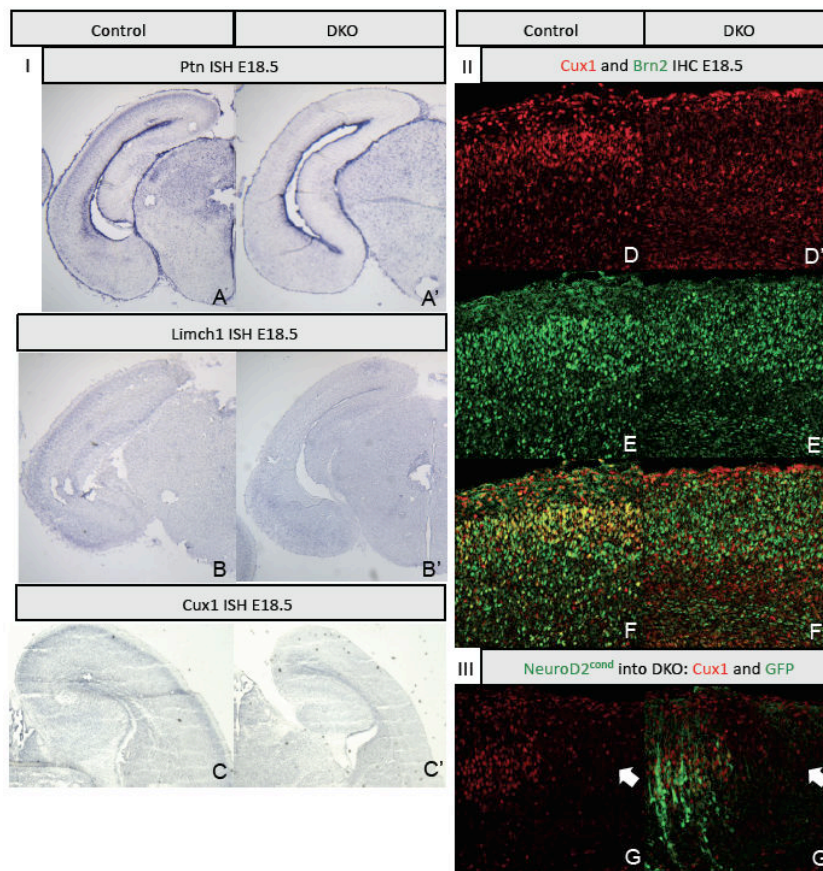 Control
DKO
I
Ptn ISH E18.5
A
A'
Limch1 ISH E18.5
B
B'
Cux1 ISH E18.5
C
C'
Control
DKO
II
Cux1 and Brn2 IHC E18.5
D
D'
E
E'
F
F'
III
NeuroD2cond into DKO: Cux1 and GFP
G
G'